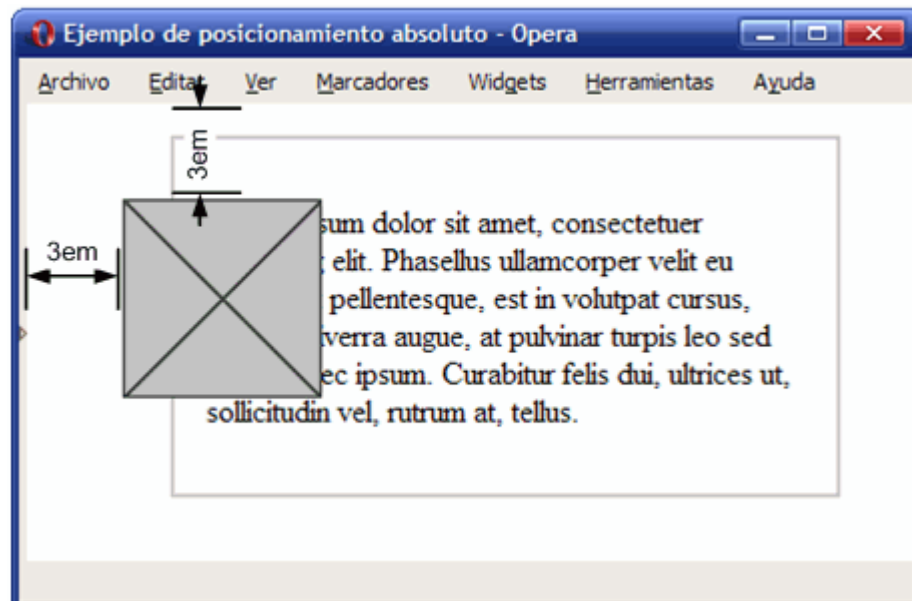 Ejemplo de posicionamiento absoluto - Opera
Archivo Editar Ver Marcadores Widgets Herramientas Ayuda
3em
3em
sum dolor sit amet, consectetuer
elit. Phasellus ullamcorper velit eu
pellentesque, est in volutpat cursus,
verra augue, at pulvinar turpis leo sed
ec ipsum. Curabitur felis dui, ultrices ut,
sollicitudin vel, rutrum at, tellus.